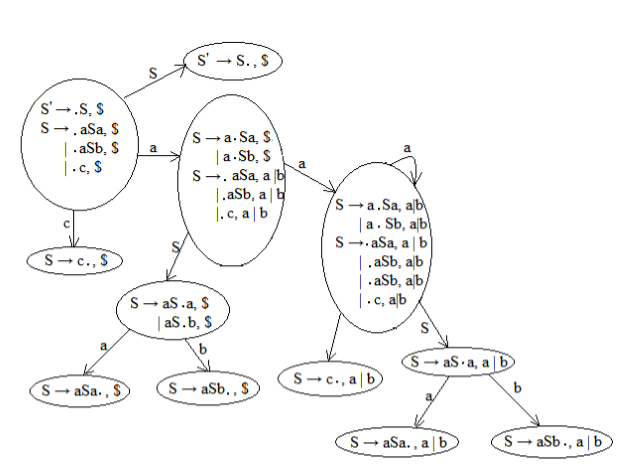 S' → S., $
S
S' → .S, $
S → . aSa, $
| .aSb, $
| .c, $
a
S → a·Sa, $
| a·Sb, $
S → . aSa, a | b
| .aSb, a | b
|. c, a | b
a
a
S → a.Sa, a|b
| a . Sb, a|b
S → ·aSa, a | b
| .aSb, a|b
| .aSb, a|b
| . c, a|b
c
S → c., $
S
S → aS.a, $
| aS.b, $
S
a
b
S → aSa. , $
S → aSb. , $
S → c·, a | b
S → aS·a, a | b
a
b
S → aSa. , a | b
S → aSb ·, a | b